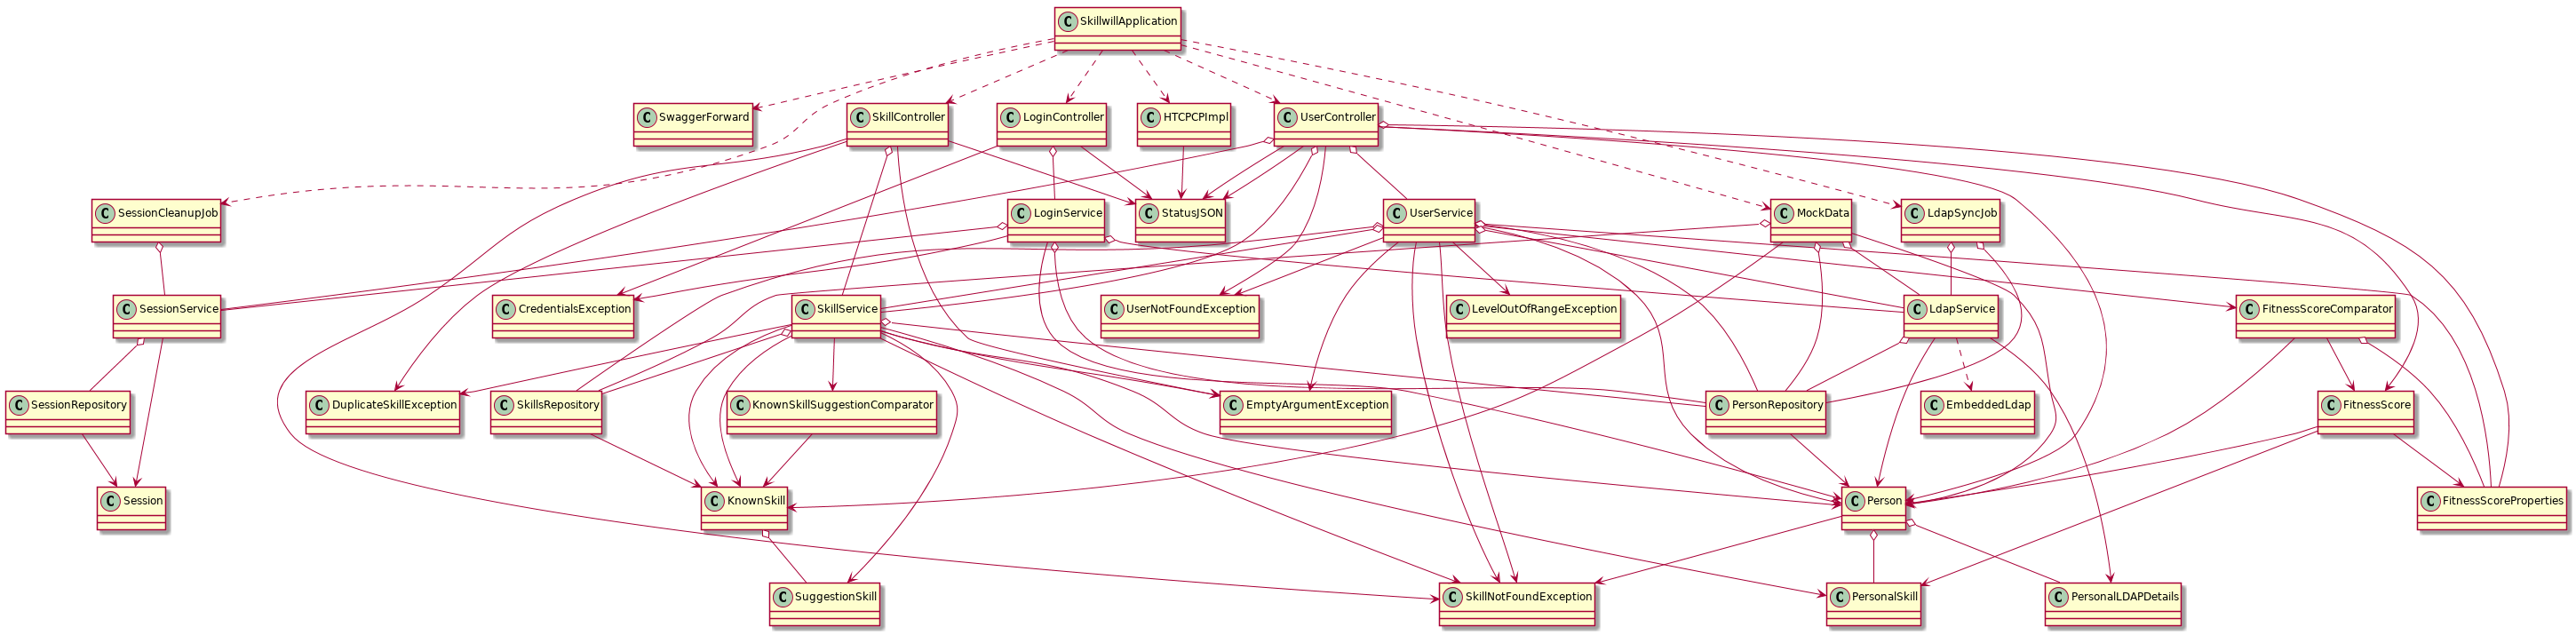 C SkillwillApplication
C SwaggerForward
C SkillController
C LoginController
C HTCPCPImpl
C UserController
C SessionCleanupJob
C LoginService
C StatusJSON
C UserService
C MockData
C LdapSyncJob
C SessionService
C CredentialsException
C SkillService
C UserNotFoundException
C LevelOutOfRangeException
C LdapService
C FitnessScoreComparator
C SessionRepository
C DuplicateSkillException
C SkillsRepository
C KnownSkillSuggestionComparator
C EmptyArgumentException
C PersonRepository
C EmbeddedLdap
C FitnessScore
C Session
C KnownSkill
C Person
C FitnessScoreProperties
C SuggestionSkill
C SkillNotFoundException
C PersonalSkill
C PersonalLDAPDetails